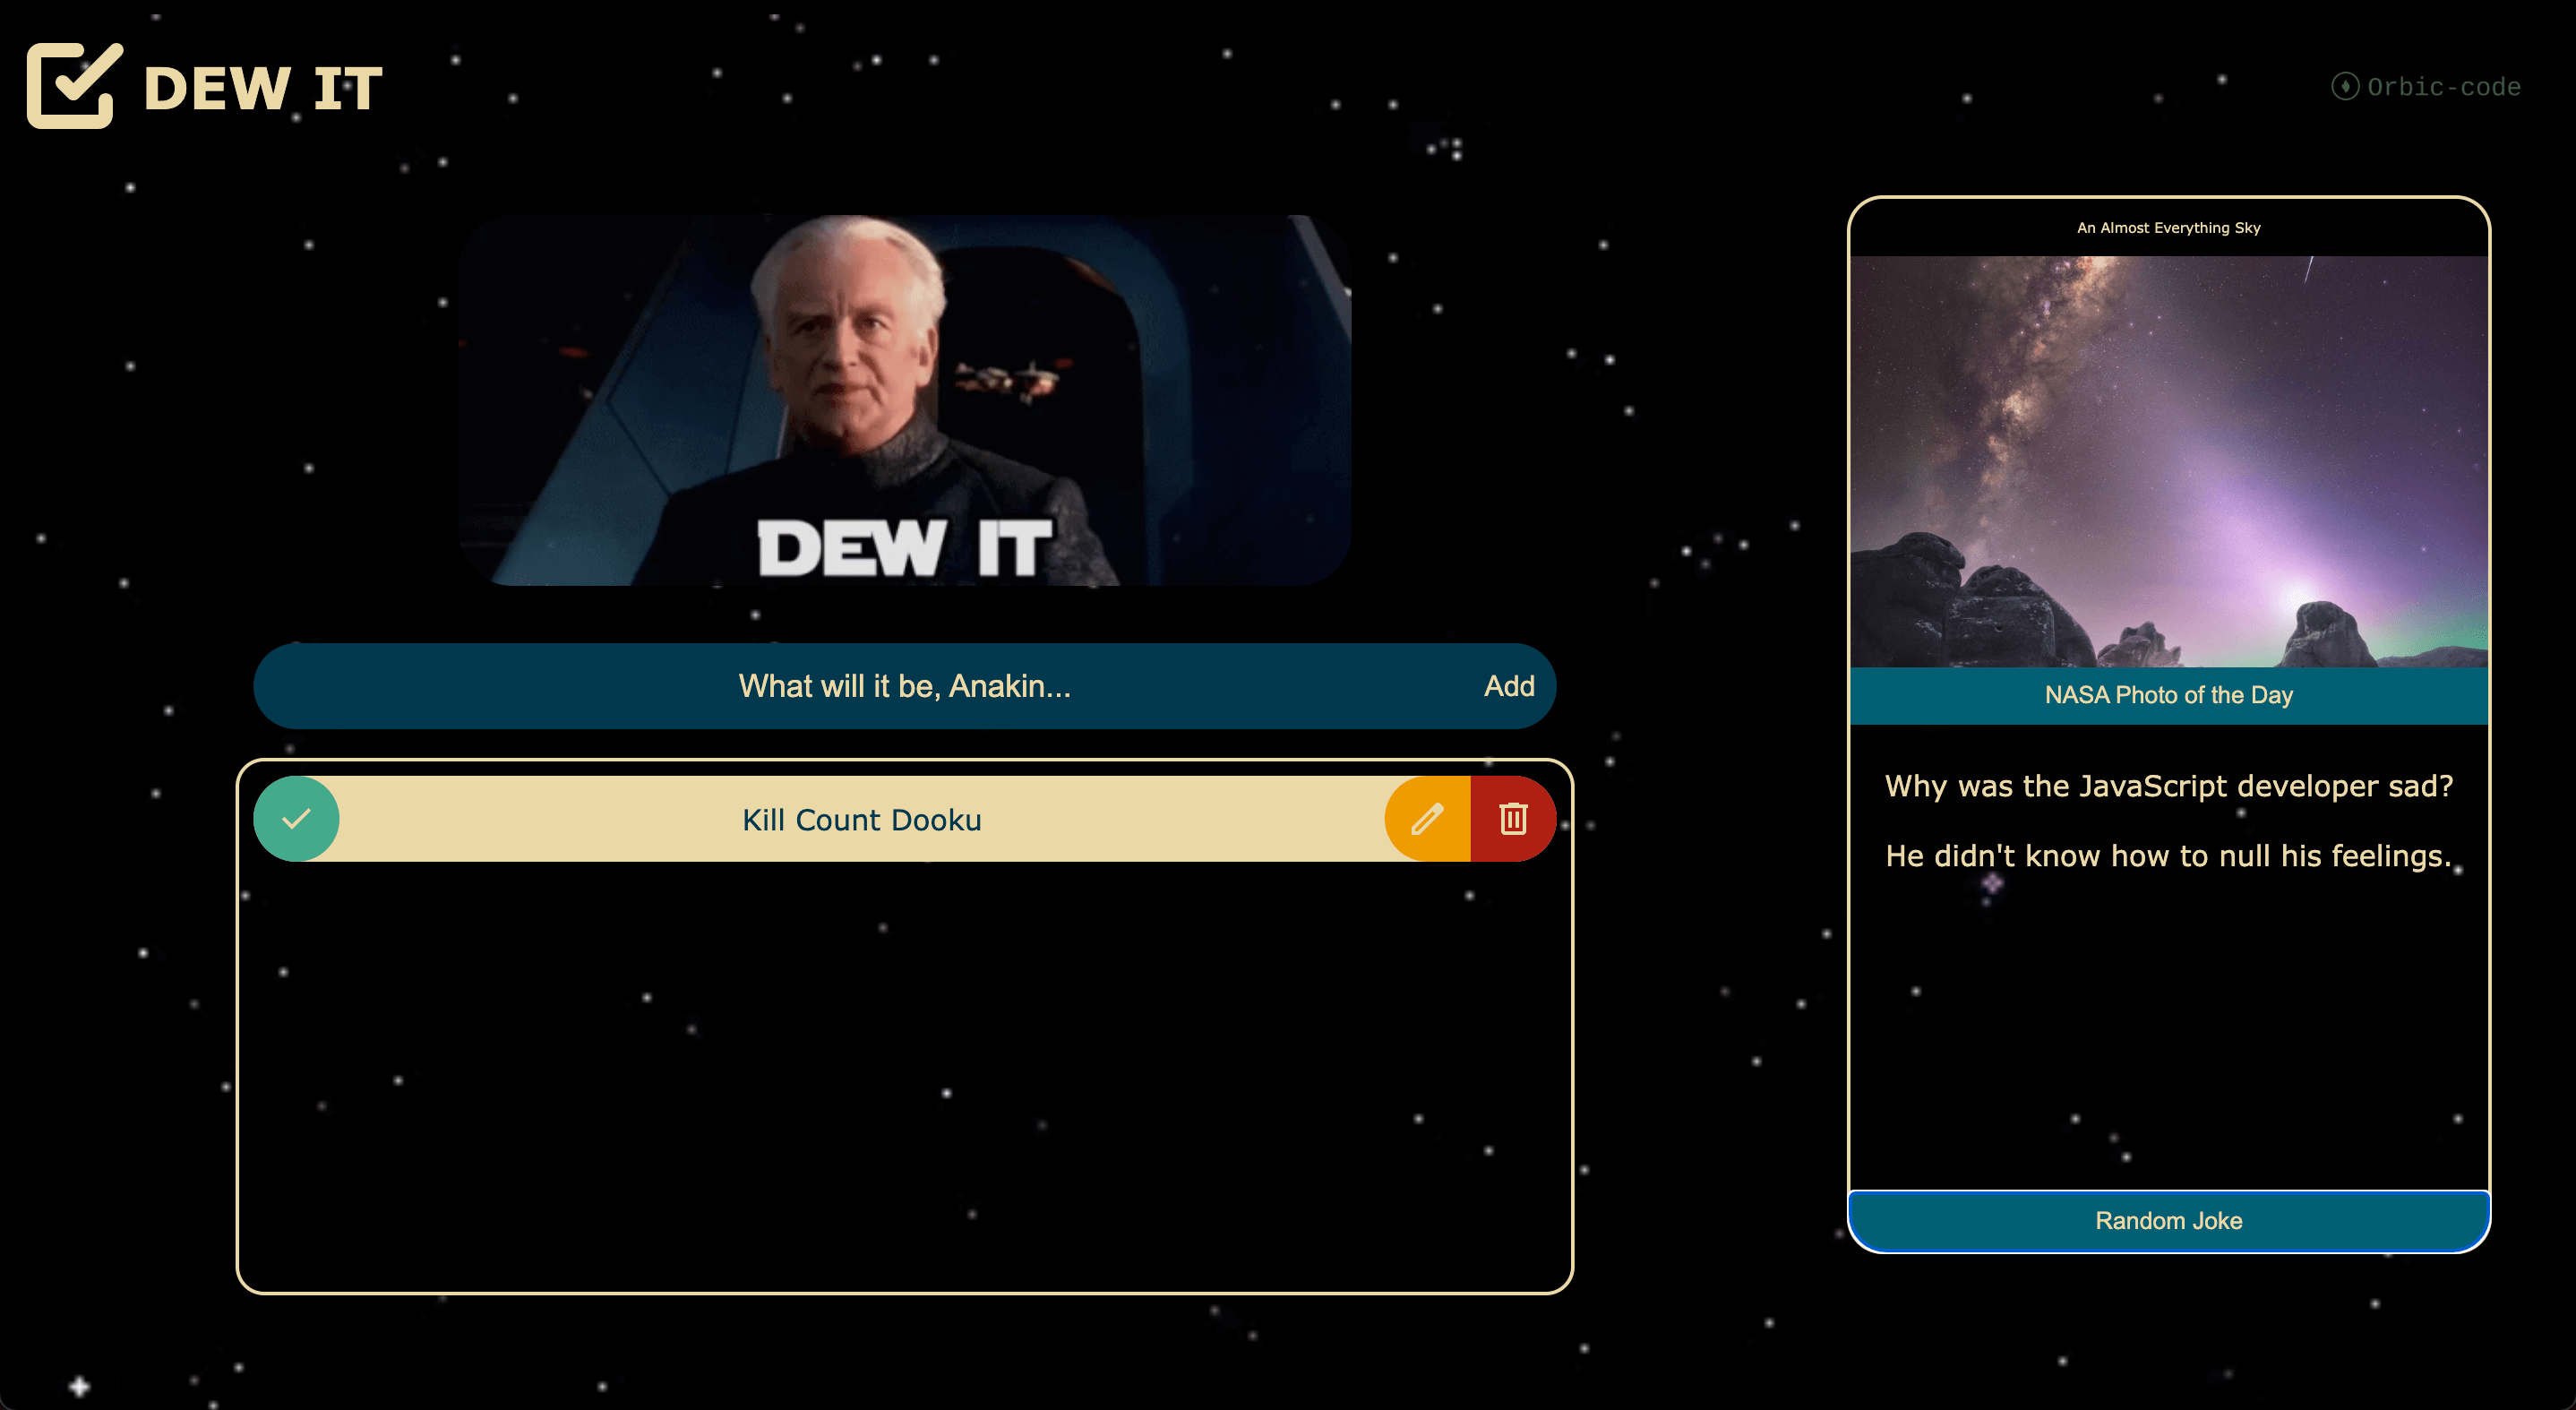 DEW IT
Orbic-code
DEW IT
What will it be, Anakin...
Add
Kill Count Dooku
An Almost Everything Sky
NASA Photo of the Day
Why was the JavaScript developer sad?
He didn't know how to null his feelings.
Random Joke